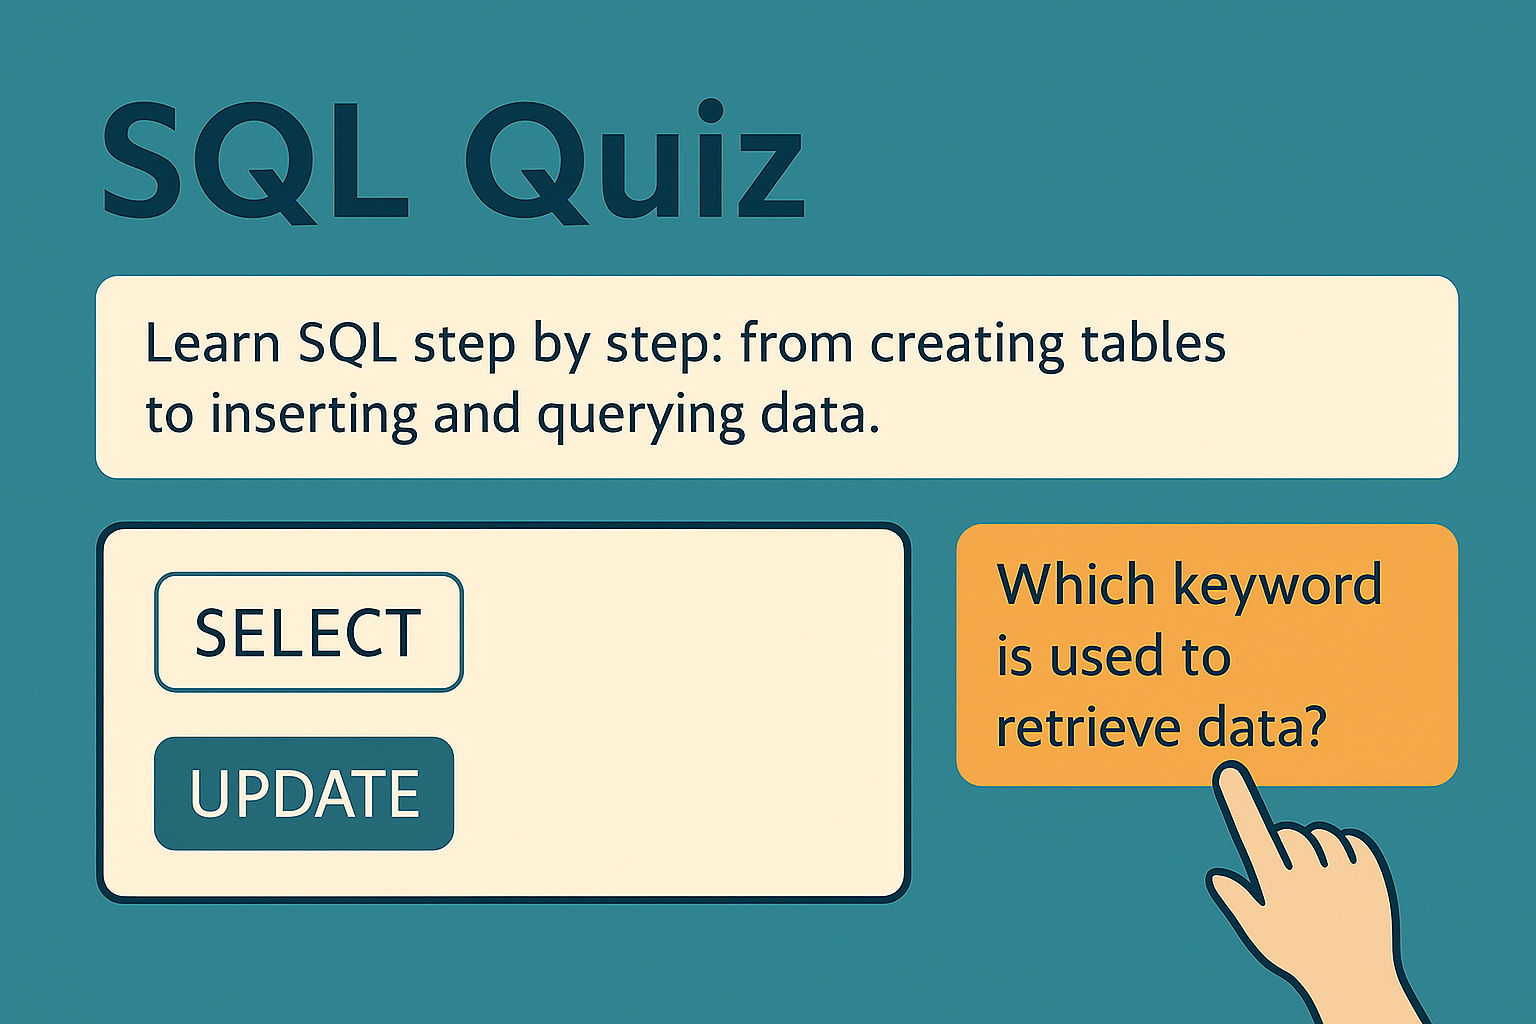 SQL Quiz
Learn SQL step by step: from creating tables
to inserting and querying data.
SELECT
UPDATE
Which keyword
is used to
retrieve data?